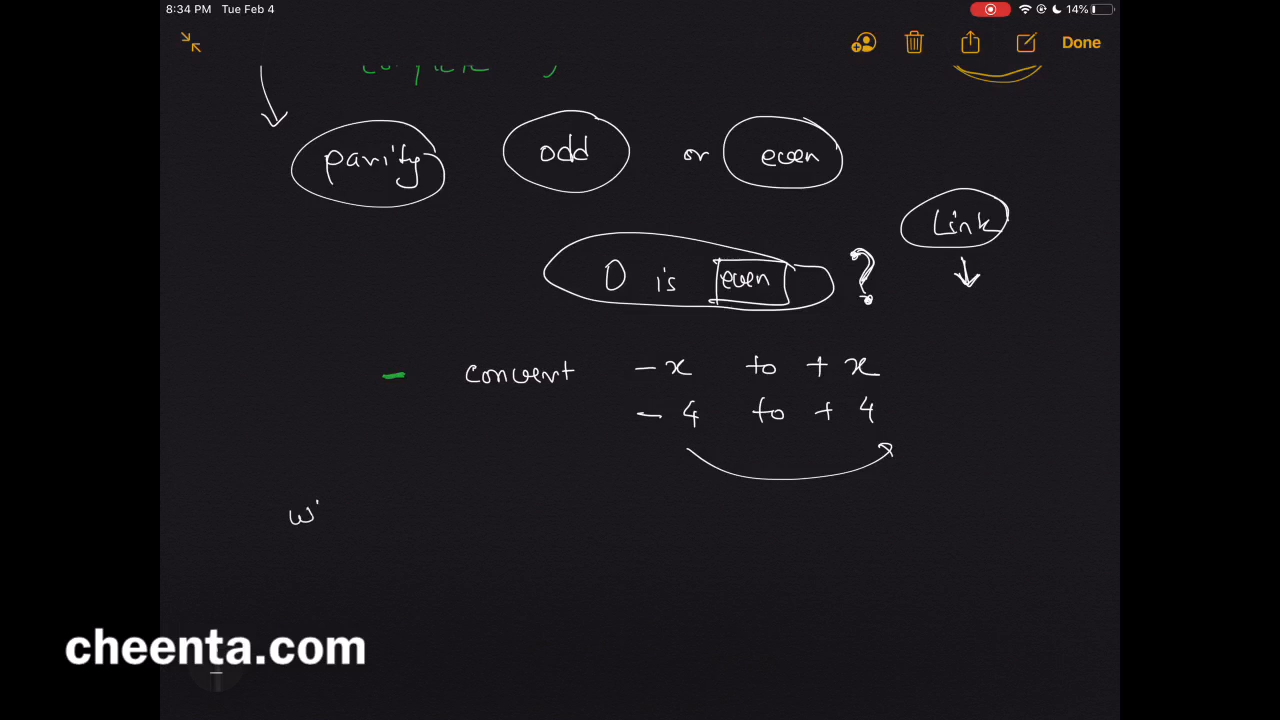 8:34 PM Tue Feb 4 14%
Done
parity odd or even
Link
0 is even ?
- convert -x to +x
- 4 to + 4
wi
cheenta.com